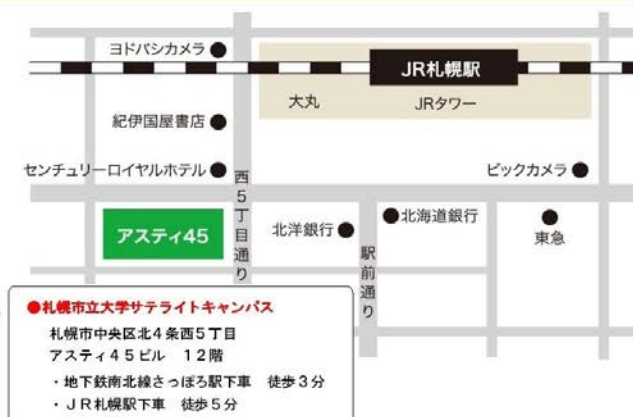 ヨドバシカメラ
JR札幌駅
大丸
JRタワー
紀伊国屋書店
センチュリーロイヤルホテル
ビックカメラ
西5丁目通り
アスティ45
北洋銀行
北海道銀行
東急
駅前通り
●札幌市立大学サテライトキャンパス
札幌市中央区北4条西5丁目
アスティ45ビル 12階
・地下鉄南北線さっぽろ駅下車 徒歩3分
・JR札幌駅下車 徒歩5分